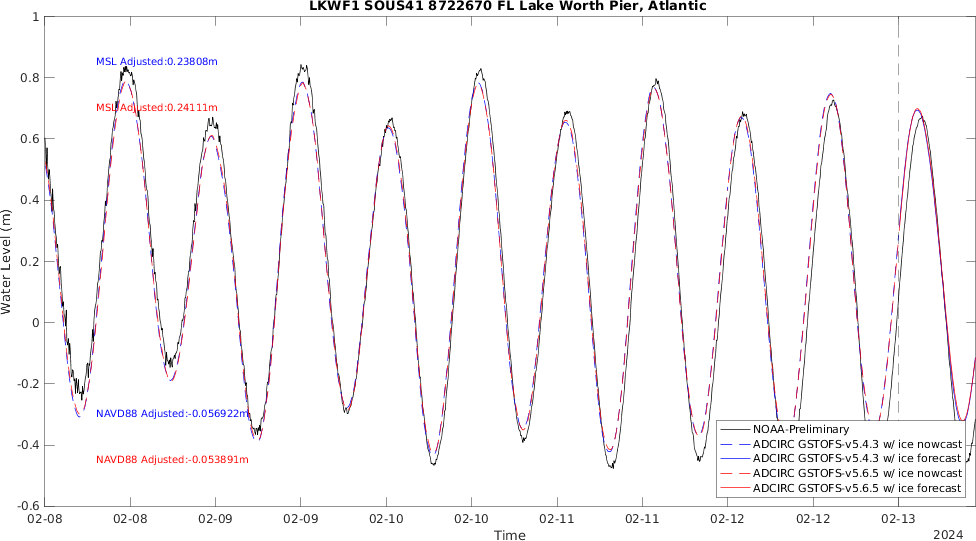 LKWF1 SOUS41 8722670 FL Lake Worth Pier, Atlantic
1
0.8
0.6
0.4
0.2
0
-0.2
-0.4
-0.6
Water Level (m)
MSL Adjusted:0.23808m
MSL Adjusted:0.24111m
NAVD88 Adjusted:-0.056922m
NAVD88 Adjusted:-0.053891m
NOAA-Preliminary
ADCIRC GSTOFS-v5.4.3 w/ ice nowcast
ADCIRC GSTOFS-v5.4.3 w/ ice forecast
ADCIRC GSTOFS-v5.6.5 w/ ice nowcast
ADCIRC GSTOFS-v5.6.5 w/ ice forecast
02-08 02-08 02-09 02-09 02-10 02-10 02-11 02-11 02-12 02-12 02-13
Time
2024